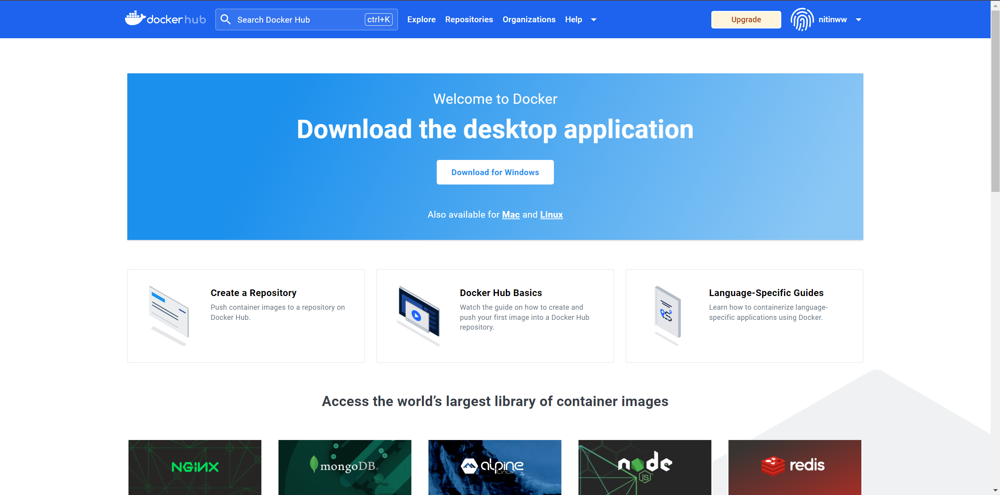 docker hub
Search Docker Hub
ctrl+K
Explore
Repositories
Organizations
Help
Upgrade
nitinww
Welcome to Docker
Download the desktop application
Download for Windows
Also available for Mac and Linux
Create a Repository
Push container images to a repository on
Docker Hub.
Docker Hub Basics
Watch the guide on how to create and
push your first image into a Docker Hub
repository.
Language-Specific Guides
Learn how to containerize language-
specific applications using Docker.
Access the world’s largest library of container images
NGINX
mongoDB®
alpine
Linux
node
JS
redis